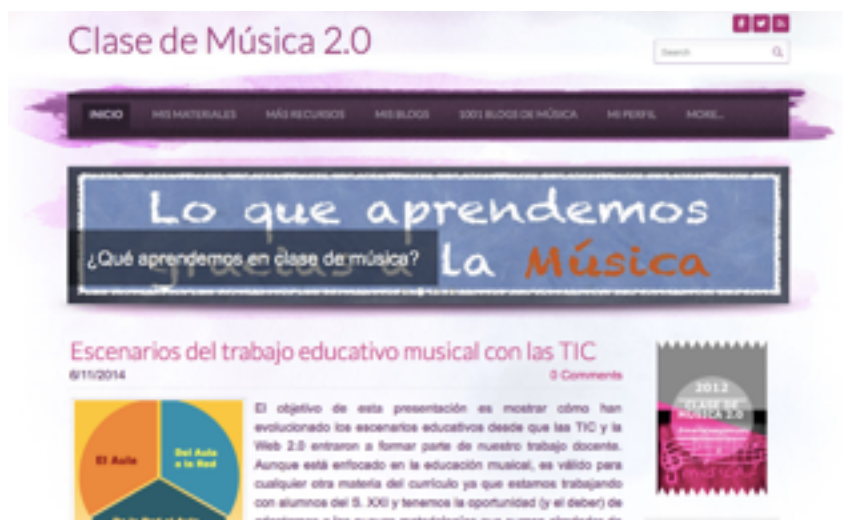 Clase de Música 2.0
Search
INICIO MIS MATERIALES MÁS RECURSOS MIS BLOGS 1001 BLOGS DE MÚSICA MI PERFIL MORE...
Lo que aprendemos
gracias a la Música
¿Qué aprendemos en clase de música?
Escenarios del trabajo educativo musical con las TIC
6/11/2014 0 Comments
El Aula
Del Aula
a la Red
El objetivo de esta presentación es mostrar cómo han
evolucionado los escenarios educativos desde que las TIC y la
Web 2.0 entraron a formar parte de nuestro trabajo docente.
Aunque está enfocado en la educación musical, es válido para
cualquier otra materia del currículo ya que estamos trabajando
con alumnos del S. XXI y tenemos la oportunidad (y el deber) de
2012
CLASE DE
MÚSICA 2.0